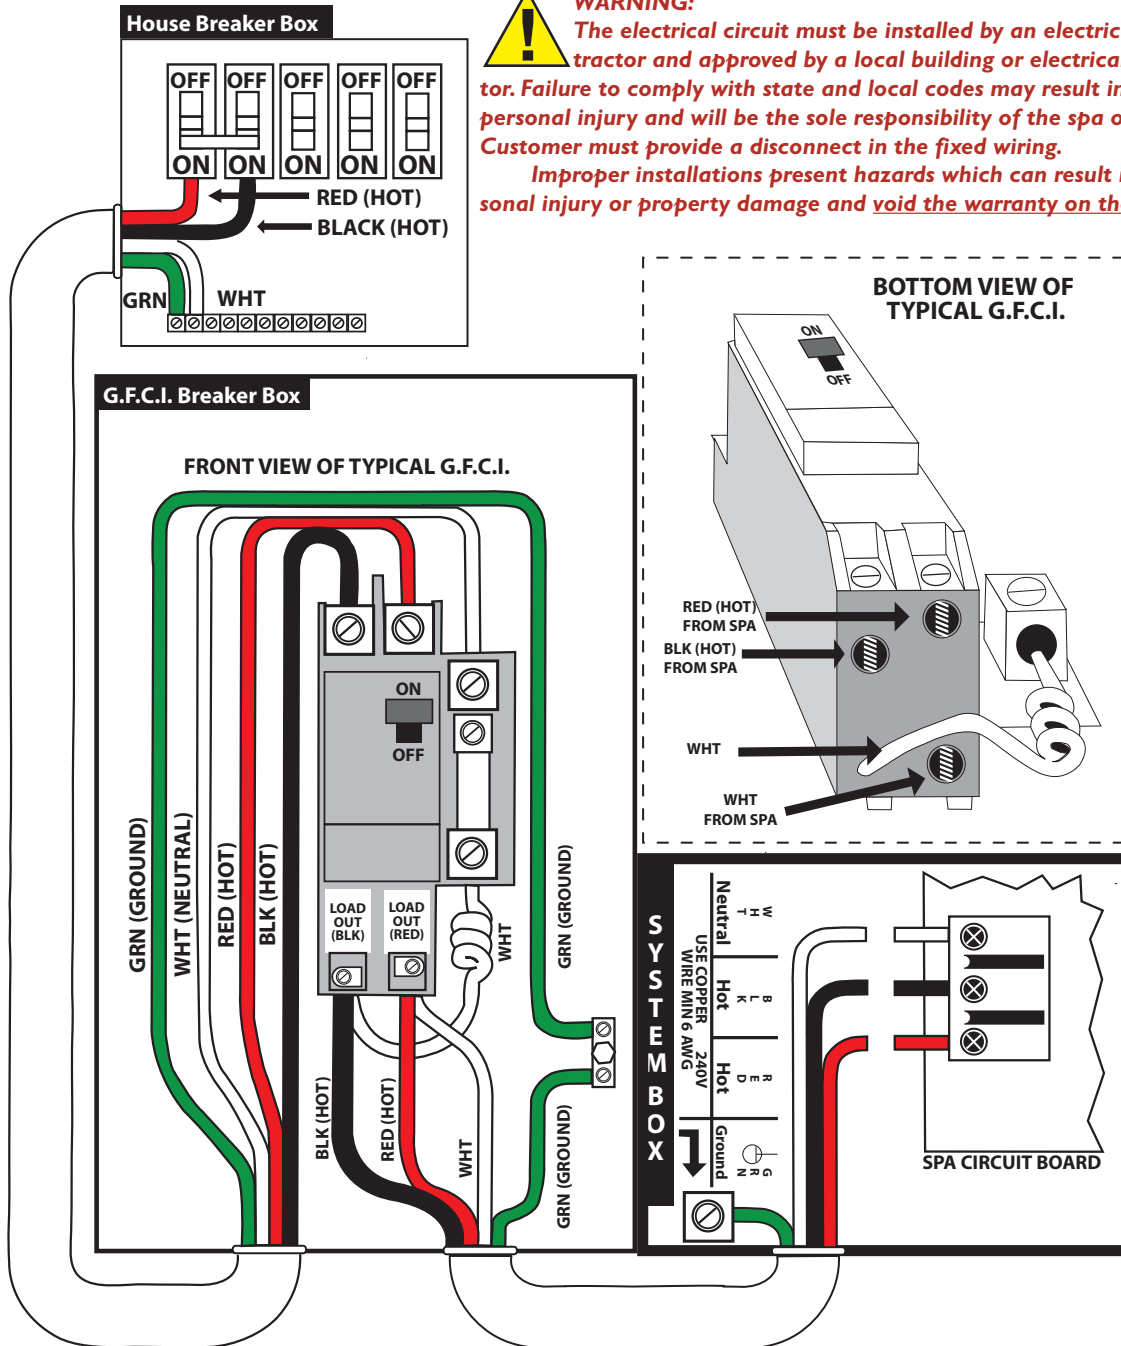 House Breaker Box
WARNING:
The electrical circuit must be installed by an electric
tractor and approved by a local building or electrical
tor. Failure to comply with state and local codes may result in
personal injury and will be the sole responsibility of the spa o
Customer must provide a disconnect in the fixed wiring.
Improper installations present hazards which can result
sonal injury or property damage and void the warranty on the
OFF OFF OFF OFF OFF
ON ON ON ON ON
RED (HOT)
BLACK (HOT)
GRN WHT
BOTTOM VIEW OF
TYPICAL G.F.C.I.
ON
OFF
RED (HOT)
FROM SPA
BLK (HOT)
FROM SPA
WHT
WHT
FROM SPA
G.F.C.I. Breaker Box
FRONT VIEW OF TYPICAL G.F.C.I.
ON
OFF
GRN (GROUND)
WHT (NEUTRAL)
RED (HOT)
BLK (HOT)
LOAD
OUT
(BLK)
LOAD
OUT
(RED)
WHT
GRN (GROUND)
BLK (HOT)
RED (HOT)
WHT
GRN (GROUND)
SYSTEM BOX
Neutral
WHT
USE COPPER 240V
WIRE MIN 6 AWG
Hot
BLK
Hot
RED
Ground
GRN
SPA CIRCUIT BOARD